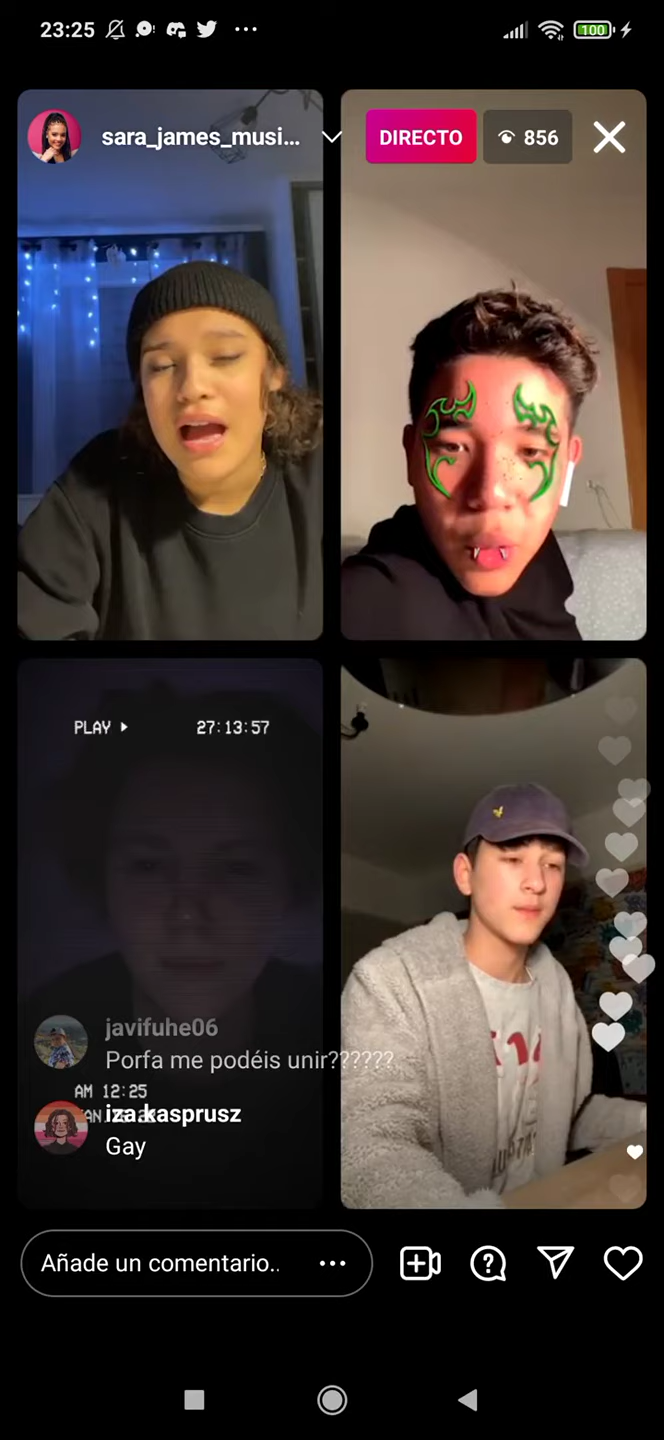 23:25
100
sara_james_musi...
DIRECTO
856
PLAY
27:13:57
javifuhe06
Porfa me podéis unir??????
AM 12:25
iza.kasprusz
Gay
Añade un comentario..